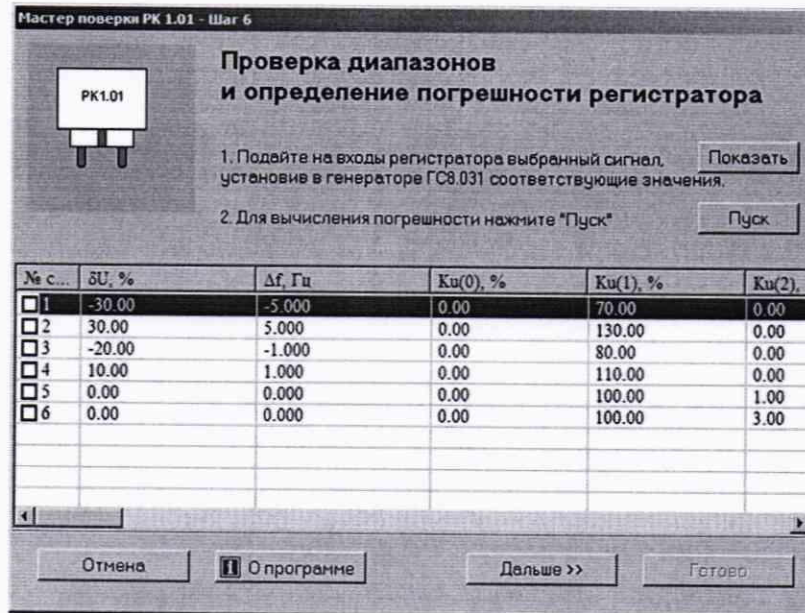 Мастер поверки РК 1.01 - Шаг 6
РК1.01
Проверка диапазонов
и определение погрешности регистратора
1. Подайте на входы регистратора выбранный сигнал,
установив в генераторе ГС8.031 соответствующие значения.
Показать
2. Для вычисления погрешности нажмите "Пуск"
Пуск
№ с... δU, % Δf, Гц Ku(0), % Ku(1), % Ku(2),
1 -30.00 -5.000 0.00 70.00 0.00
2 30.00 5.000 0.00 130.00 0.00
3 -20.00 -1.000 0.00 80.00 0.00
4 10.00 1.000 0.00 110.00 0.00
5 0.00 0.000 0.00 100.00 1.00
6 0.00 0.000 0.00 100.00 3.00
Отмена О программе Дальше >> Готово